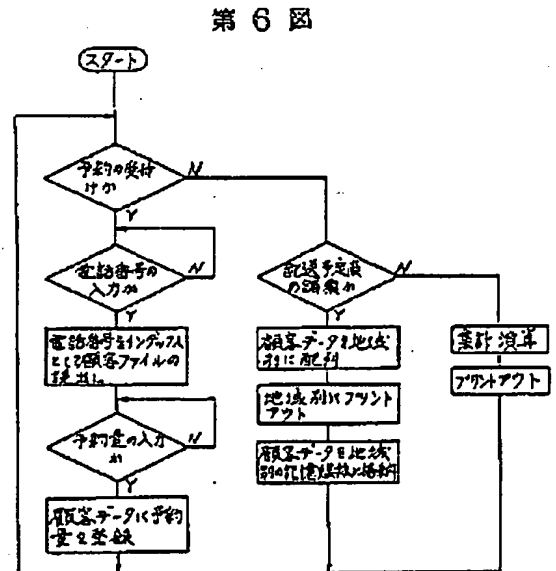 第6図
スタート
予約の受付
けか
N
Y
電話番号の
入力か
N
Y
電話番号をインデックス
として顧客ファイルの
読出し
予約量の入力
か
N
Y
顧客データに予約
量を登録
配送予定表
の
N
Y
顧客データを地域
別に配列
地域別にプリント
アウト
顧客データを地域
別の記憶媒体に格納
集計演算
プリントアウト